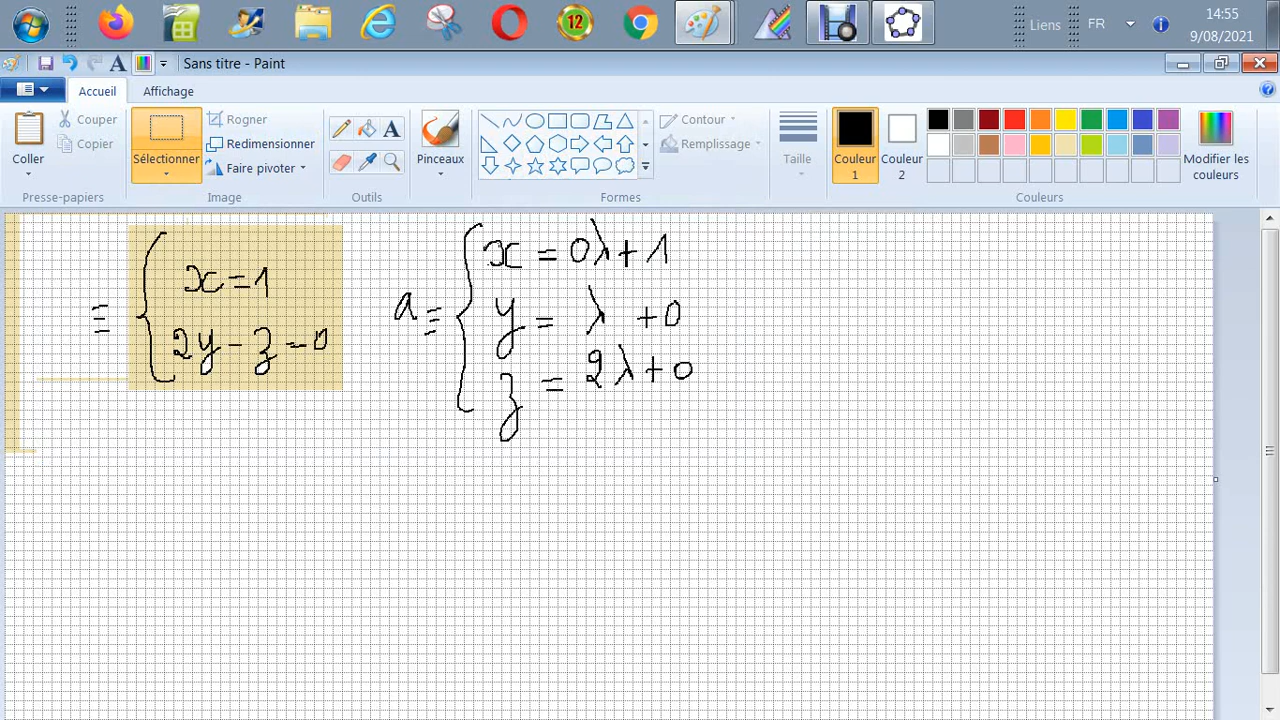 12
Liens
FR
14:55
9/08/2021
Sans titre - Paint
Accueil
Affichage
Coller
Couper
Copier
Presse-papiers
Sélectionner
Rogner
Redimensionner
Faire pivoter
Image
A
Outils
Pinceaux
Contour
Remplissage
Formes
Taille
Couleur 1
Couleur 2
Modifier les couleurs
Couleurs
≡ { x = 1
2y - z = 0
a ≡ { x = 0λ + 1
y = λ + 0
z = 2λ + 0